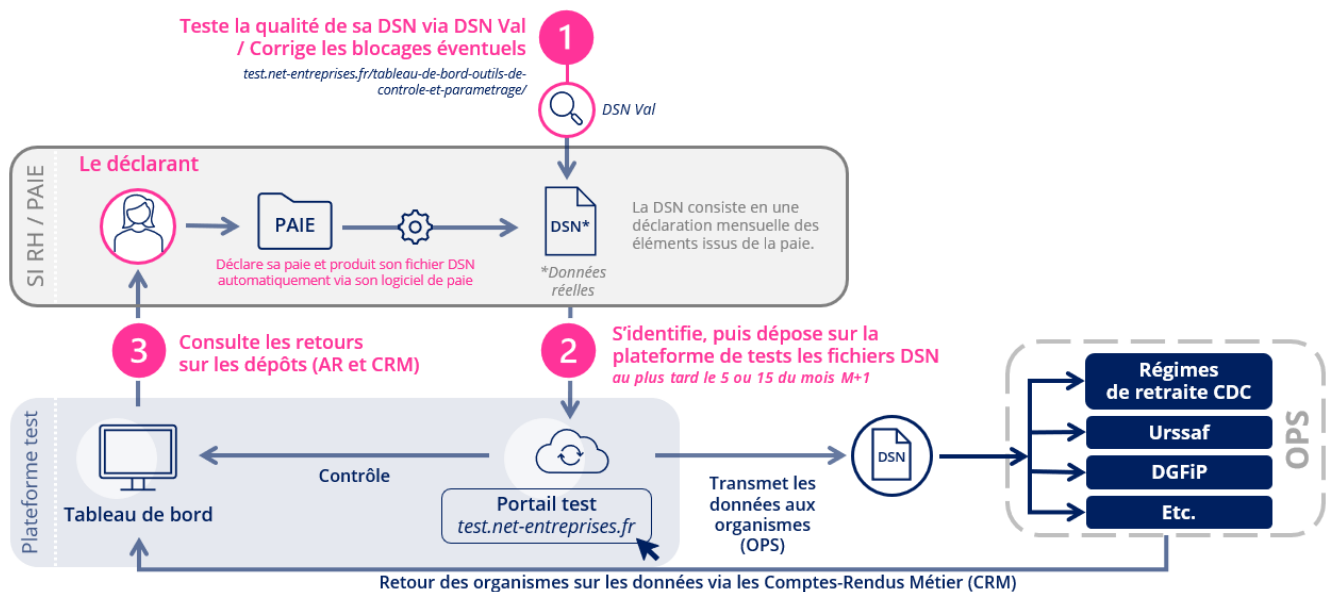 Teste la qualité de sa DSN via DSN Val
/ Corrige les blocages éventuels
test.net-entreprises.fr/tableau-de-bord-outils-de-
controle-et-parametrage/
1
DSN Val
SI RH / PAIE
Le déclarant
PAIE
Déclare sa paie et produit son fichier DSN
automatiquement via son logiciel de paie
DSN*
*Données
réelles
La DSN consiste en une
déclaration mensuelle des
éléments issus de la paie.
3
Consulte les retours
sur les dépôts (AR et CRM)
2
S'identifie, puis dépose sur la
plateforme de tests les fichiers DSN
au plus tard le 5 ou 15 du mois M+1
Plateforme test
Tableau de bord
Contrôle
Portail test
test.net-entreprises.fr
Transmet les
données aux
organismes
(OPS)
DSN
Régimes
de retraite CDC
Urssaf
DGFiP
Etc.
OPS
Retour des organismes sur les données via les Comptes-Rendus Métier (CRM)